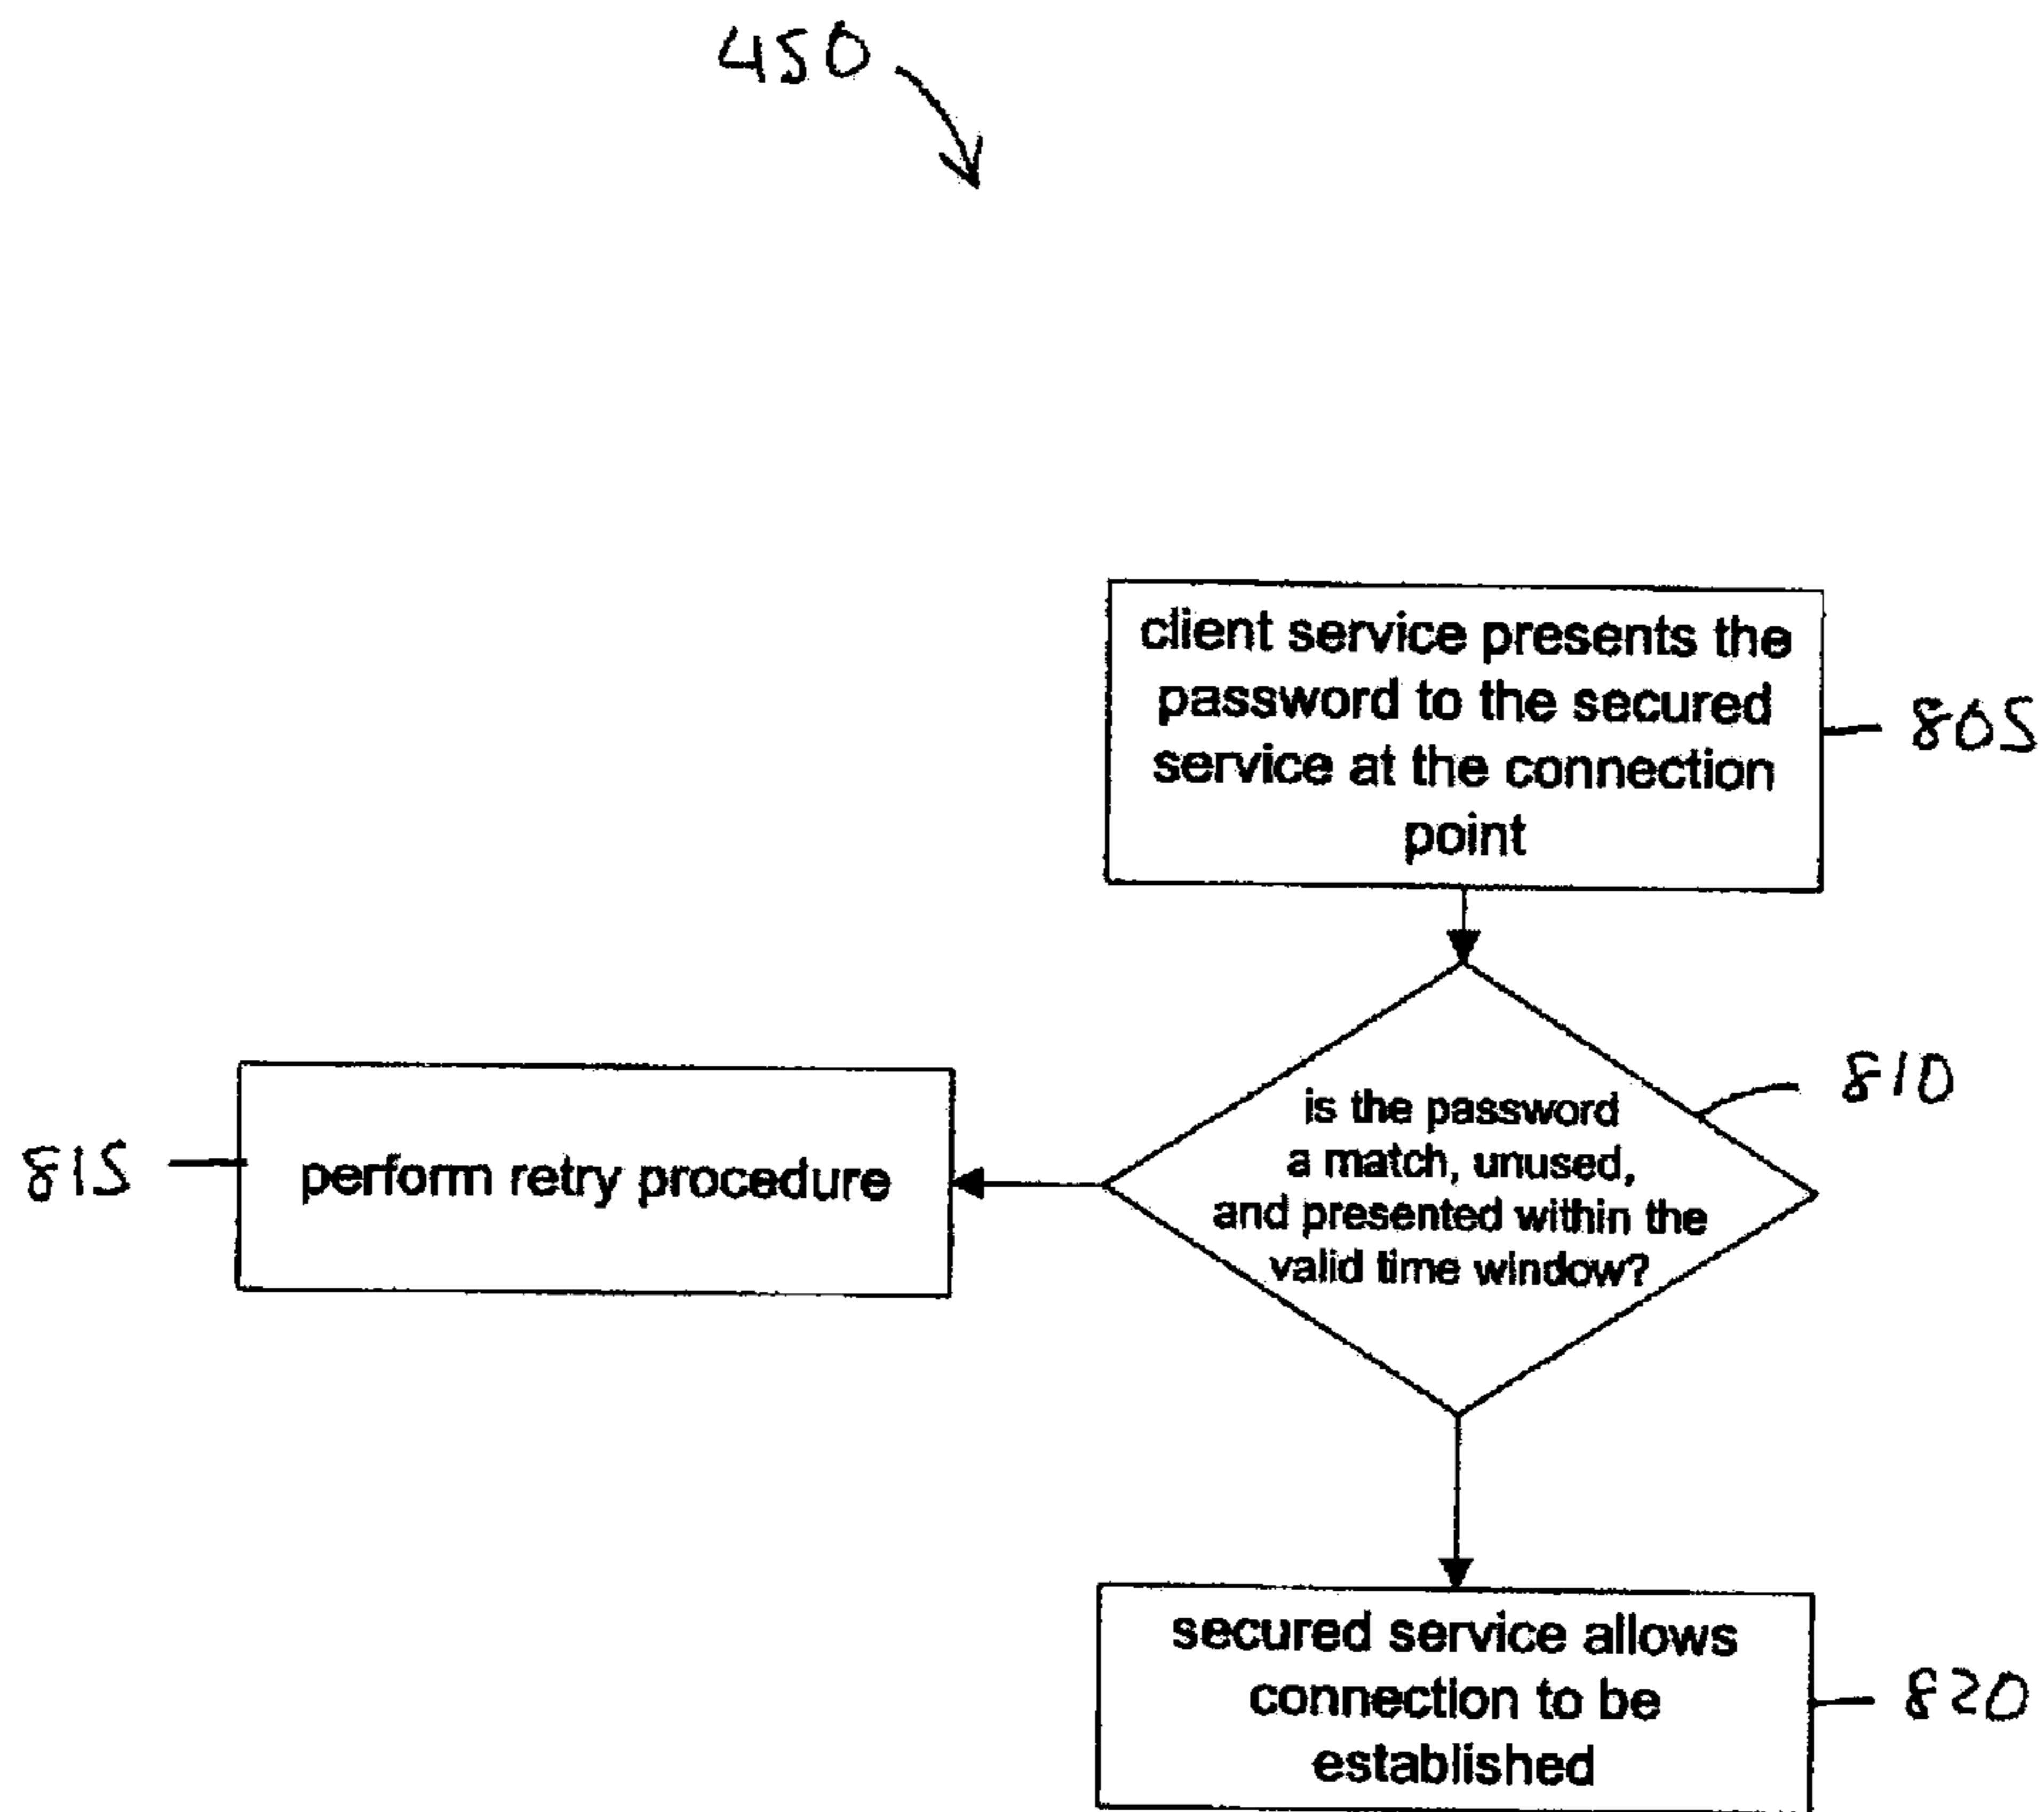 450
client service presents the
password to the secured
service at the connection
point
805
is the password
a match, unused,
and presented within the
valid time window?
810
815
perform retry procedure
secured service allows
connection to be
established
820